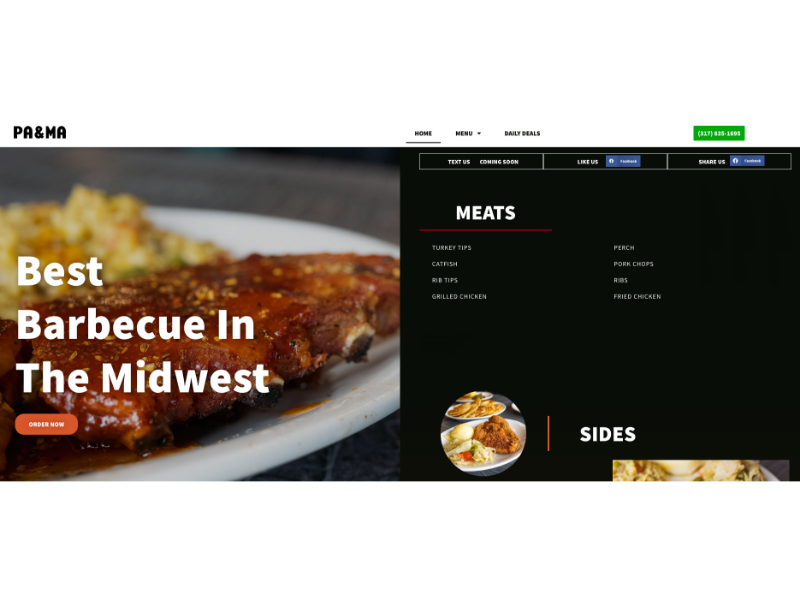 PA&MA
HOME
MENU
DAILY DEALS
(317) 835-1695
TEXT US COMING SOON
LIKE US
Facebook
SHARE US
Facebook
Best
Barbecue In
The Midwest
ORDER NOW
MEATS
TURKEY TIPS
CATFISH
RIB TIPS
GRILLED CHICKEN
PERCH
PORK CHOPS
RIBS
FRIED CHICKEN
SIDES